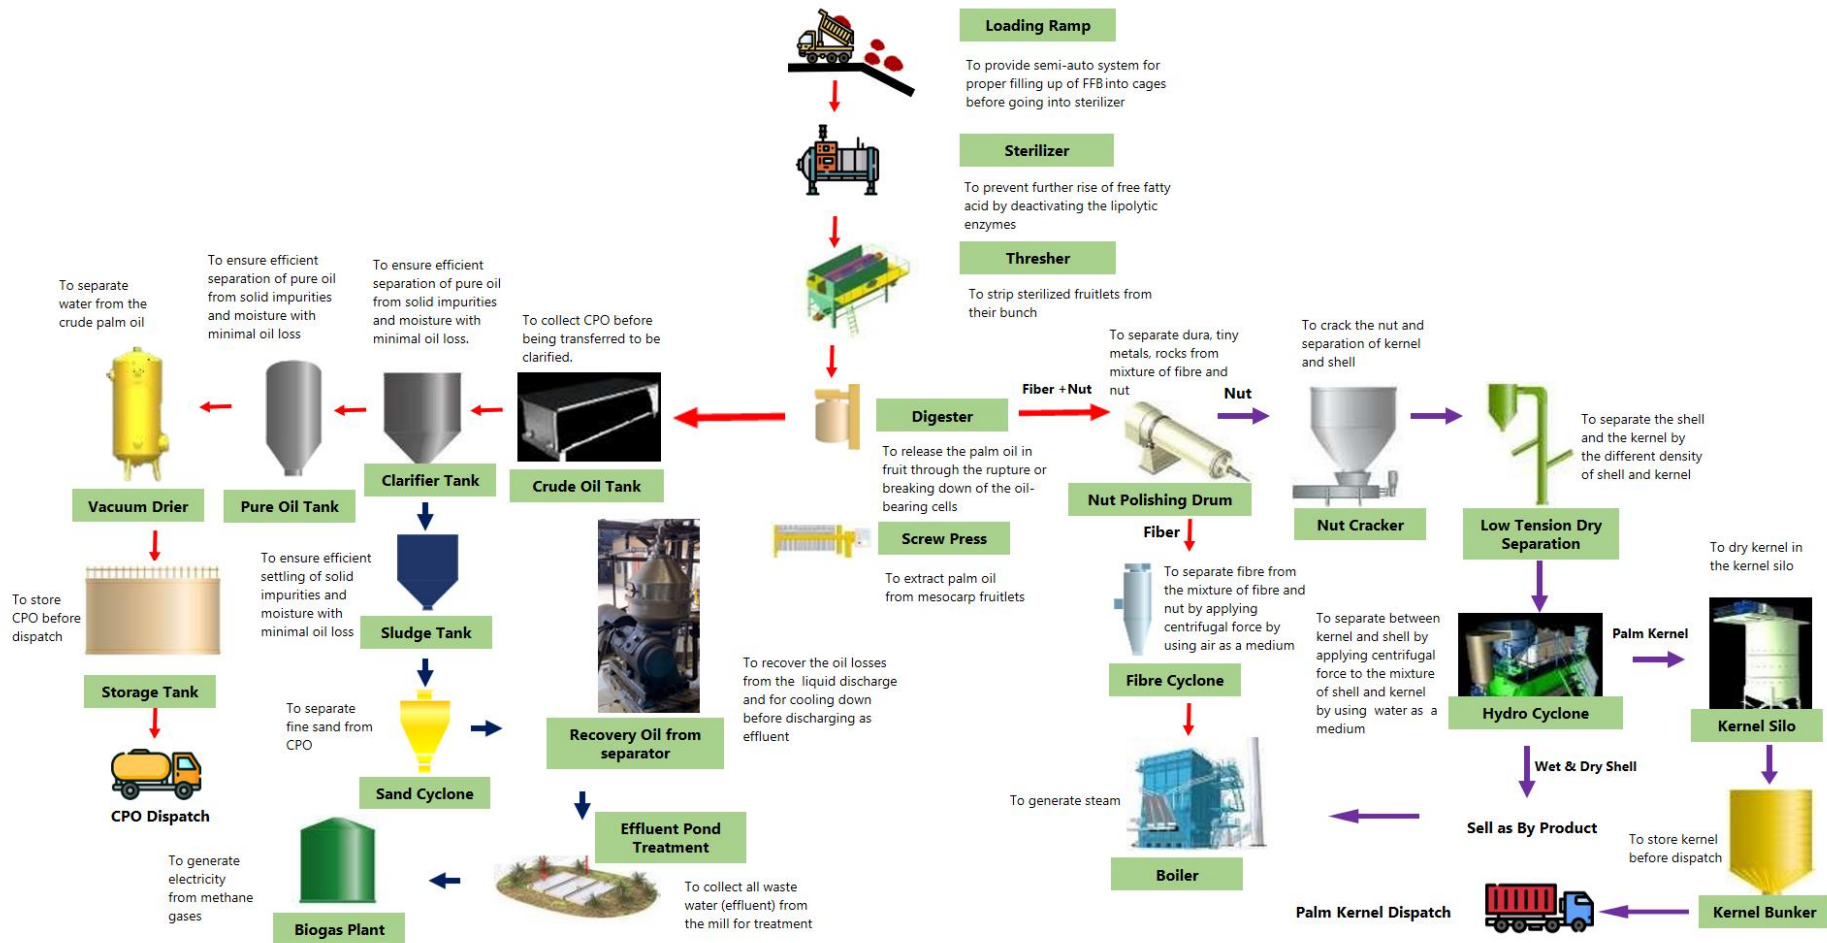 Loading Ramp
To provide semi-auto system for
proper filling up of FFB into cages
before going into sterilizer
Sterilizer
To prevent further rise of free fatty
acid by deactivating the lipolytic
enzymes
Thresher
To strip sterilized fruitlets from
their bunch
To separate
water from the
crude palm oil
To ensure efficient
separation of pure oil
from solid impurities
and moisture with
minimal oil loss
To ensure efficient
separation of pure oil
from solid impurities
and moisture with
minimal oil loss.
To collect CPO before
being transferred to be
clarified.
Vacuum Drier
Pure Oil Tank
Clarifier Tank
Crude Oil Tank
Digester
To release the palm oil in
fruit through the rupture or
breaking down of the oil-
bearing cells
Screw Press
To extract palm oil
from mesocarp fruitlets
Fiber +Nut
To separate dura, tiny
metals, rocks from
mixture of fibre and
nut
Nut
Nut Polishing Drum
To crack the nut and
separation of kernel
and shell
Nut Cracker
To separate the shell
and the kernel by
the different density
of shell and kernel
Low Tension Dry
Separation
Fiber
To separate fibre from
the mixture of fibre and
nut by applying
centrifugal force by
using air as a medium
Fibre Cyclone
To separate between
kernel and shell by
applying centrifugal
force to the mixture
of shell and kernel
by using water as a
medium
Hydro Cyclone
Palm Kernel
To dry kernel in
the kernel silo
Kernel Silo
To store
CPO before
dispatch
Storage Tank
CPO Dispatch
To ensure efficient
settling of solid
impurities and
moisture with
minimal oil loss
Sludge Tank
To separate
fine sand from
CPO
Sand Cyclone
Recovery Oil from
separator
To recover the oil losses
from the liquid discharge
and for cooling down
before discharging as
effluent
Effluent Pond
Treatment
To collect all waste
water (effluent) from
the mill for treatment
To generate
electricity
from methane
gases
Biogas Plant
To generate steam
Boiler
Wet & Dry Shell
Sell as By Product
To store kernel
before dispatch
Kernel Bunker
Palm Kernel Dispatch